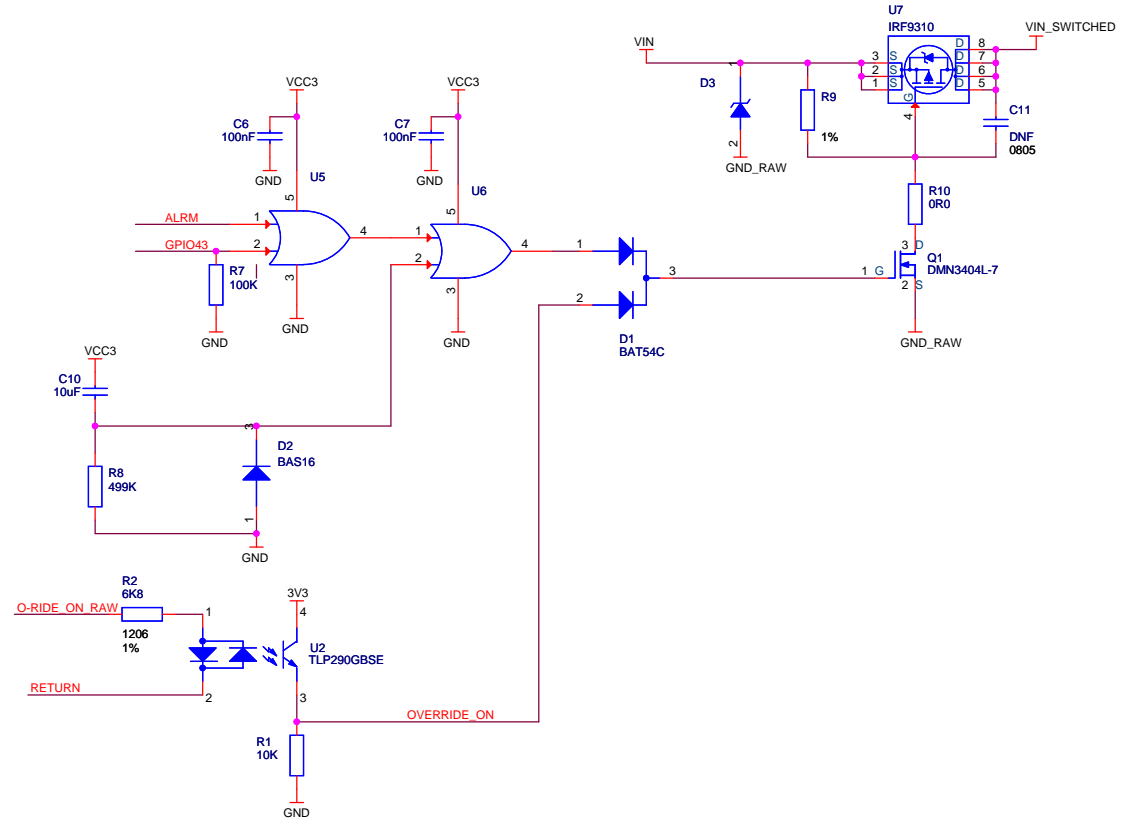 U7
IRF9310
VIN_SWITCHED
VIN
3 S
2 S
1 S
D 8
D 7
D 6
D 5
G
4
D3
1
2
GND_RAW
R9
1%
C11
DNF
0805
VCC3
C6
100nF
GND
U5
5
VCC3
C7
100nF
GND
U6
5
ALRM
1
GPIO43
2
4
3
GND
R7
100K
GND
1
2
4
3
GND
1
2
3
D1
BAT54C
R10
0R0
3 D
1 G
Q1
DMN3404L-7
2 S
GND_RAW
VCC3
C10
10uF
3
D2
BAS16
1
R8
499K
GND
R2
6K8
O-RIDE_ON_RAW
1206
1%
1
3V3
4
U2
TLP290GBSE
RETURN
2
3
OVERRIDE_ON
R1
10K
GND